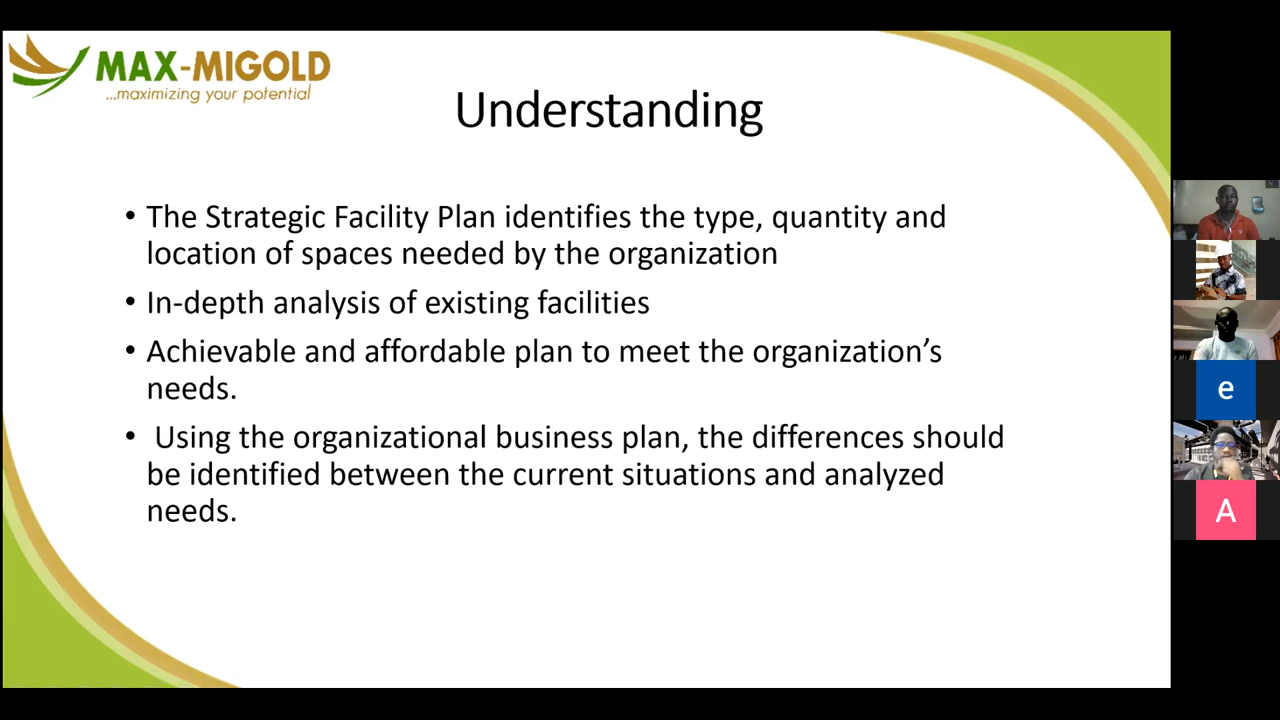 MAX-MIGOLD
...maximizing your potential
Understanding
• The Strategic Facility Plan identifies the type, quantity and
location of spaces needed by the organization
• In-depth analysis of existing facilities
• Achievable and affordable plan to meet the organization’s
needs.
• Using the organizational business plan, the differences should
be identified between the current situations and analyzed
needs.
e
A